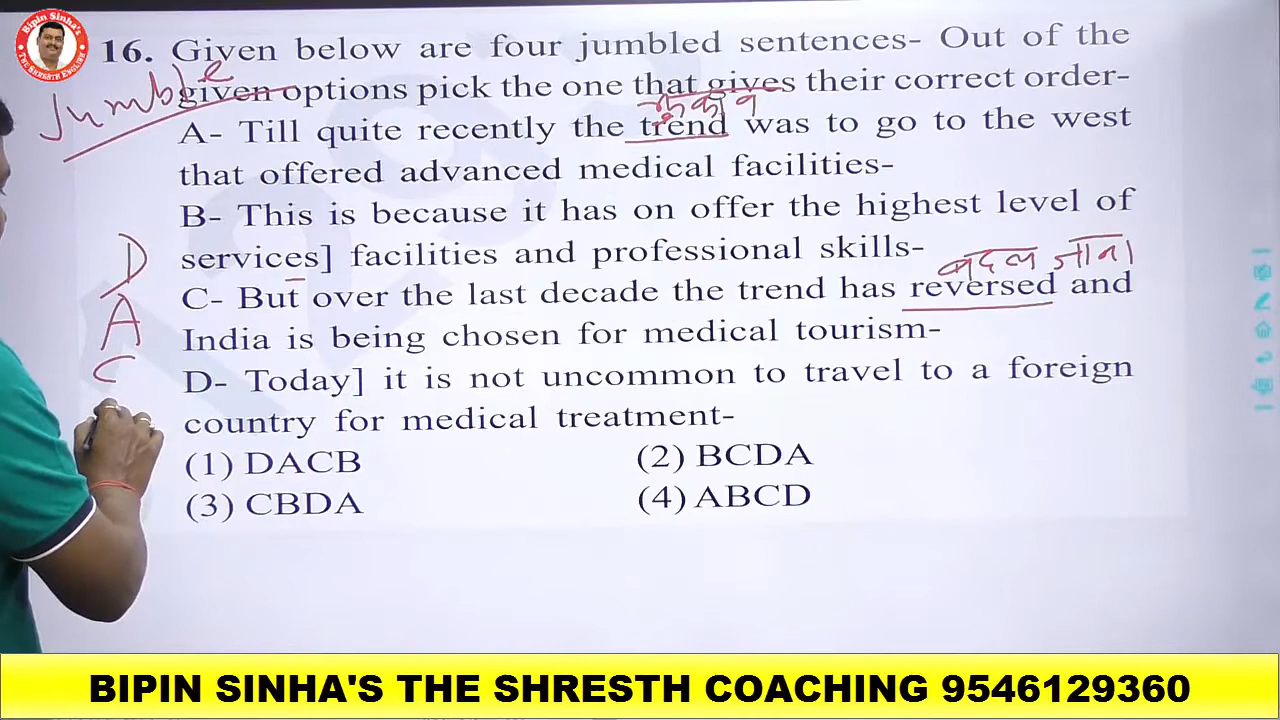 Bipin Sinha's
THE SHRESTH ENGLISH
16. Given below are four jumbled sentences- Out of the
Jumble
given options pick the one that gives their correct order-
झुकाव
A- Till quite recently the trend was to go to the west
that offered advanced medical facilities-
B- This is because it has on offer the highest level of
services] facilities and professional skills-
बदल जाना
C- But over the last decade the trend has reversed and
India is being chosen for medical tourism-
D- Today] it is not uncommon to travel to a foreign
country for medical treatment-
D
A
C
(1) DACB (2) BCDA
(3) CBDA (4) ABCD
BIPIN SINHA'S THE SHRESTH COACHING 9546129360